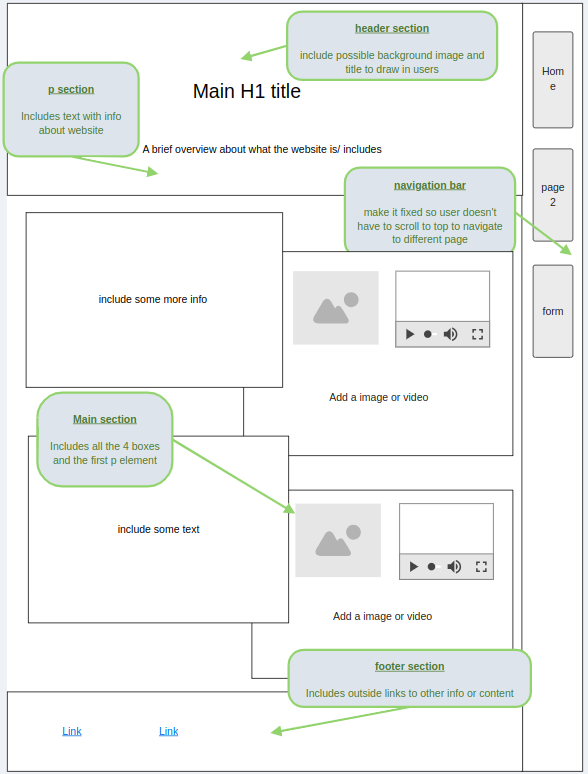 header section
include possible background image and
title to draw in users
Hom
e
p section
Includes text with info
about website
Main H1 title
A brief overview about what the website is/ includes
page
2
navigation bar
make it fixed so user doesn't
have to scroll to top to navigate
to different page
include some more info
form
Add a image or video
Main section
Includes all the 4 boxes
and the first p element
include some text
Add a image or video
footer section
Includes outside links to other info or content
Link
Link